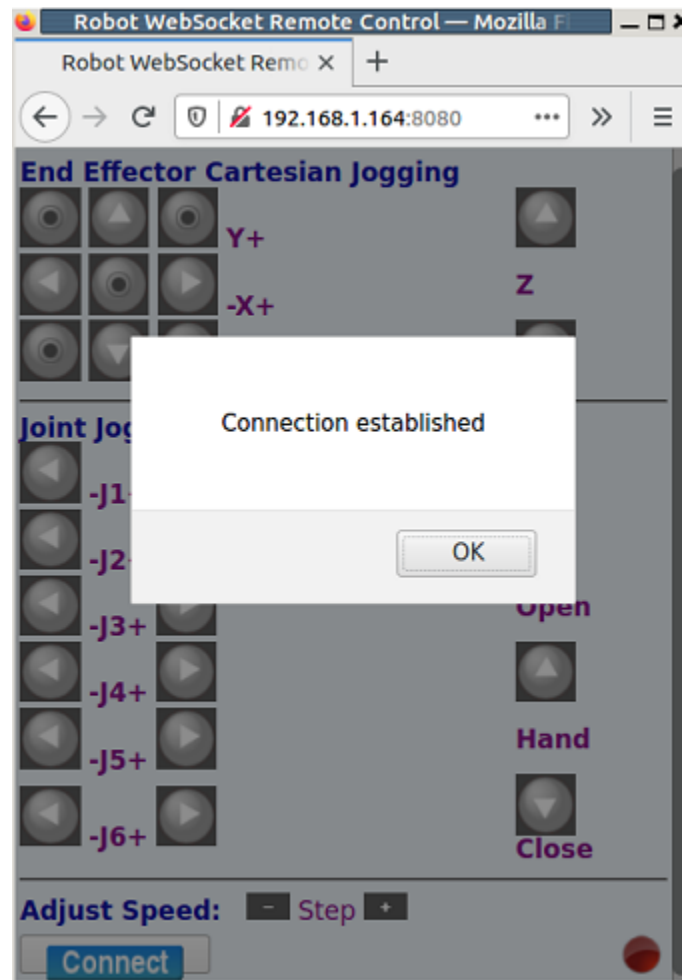 Robot WebSocket Remote Control — Mozilla F
Robot WebSocket Remo
192.168.1.164:8080
End Effector Cartesian Jogging
Y+
Z
-X+
Connection established
OK
Joint Jog
-J1
-J2
-J3+
-J4+
-J5+
-J6+
Open
Hand
Close
Adjust Speed: - Step +
Connect